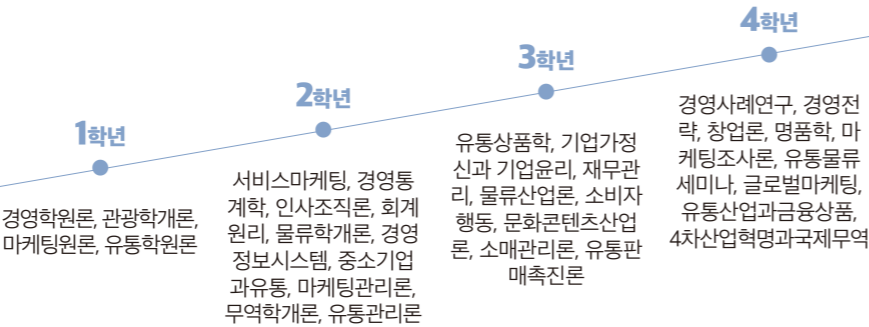 1학년
경영학원론, 관광학개론,
마케팅원론, 유통학원론
2학년
서비스마케팅, 경영통
계학, 인사조직론, 회계
원리, 물류학개론, 경영
정보시스템, 중소기업
과유통, 마케팅관리론,
무역학개론, 유통관리론
3학년
유통상품학, 기업가정
신과 기업윤리, 재무관
리, 물류산업론, 소비자
행동, 문화콘텐츠산업
론, 소매관리론, 유통판
매촉진론
4학년
경영사례연구, 경영전
략, 창업론, 명품학, 마
케팅조사론, 유통물류
세미나, 글로벌마케팅,
유통산업과금융상품,
4차산업혁명과국제무역